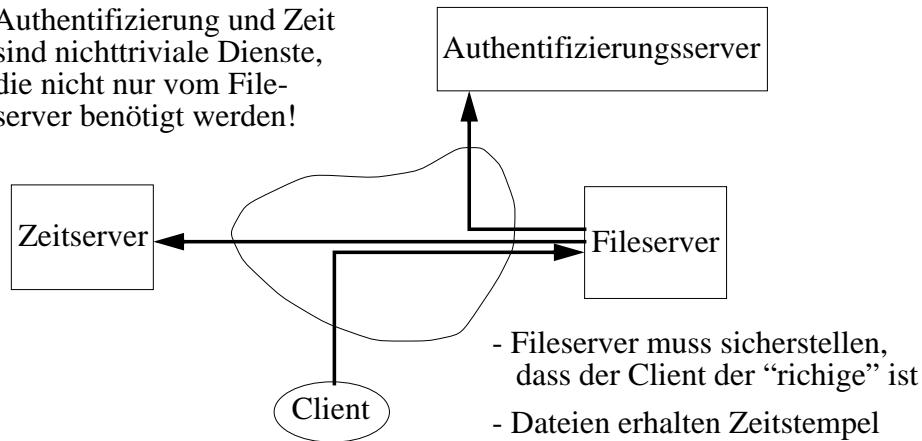 Authentifizierung und Zeit
sind nichttriviale Dienste,
die nicht nur vom File-
server benötigt werden!
Authentifizierungsserver
Zeitserver
Fileserver
Client
- Fileserver muss sicherstellen,
dass der Client der “richige” ist
- Dateien erhalten Zeitstempel